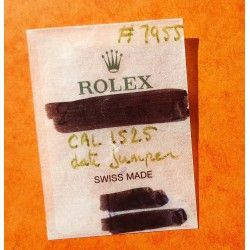 # 7955
ROLEX
CAL 1525
date Jumper
SWISS MADE